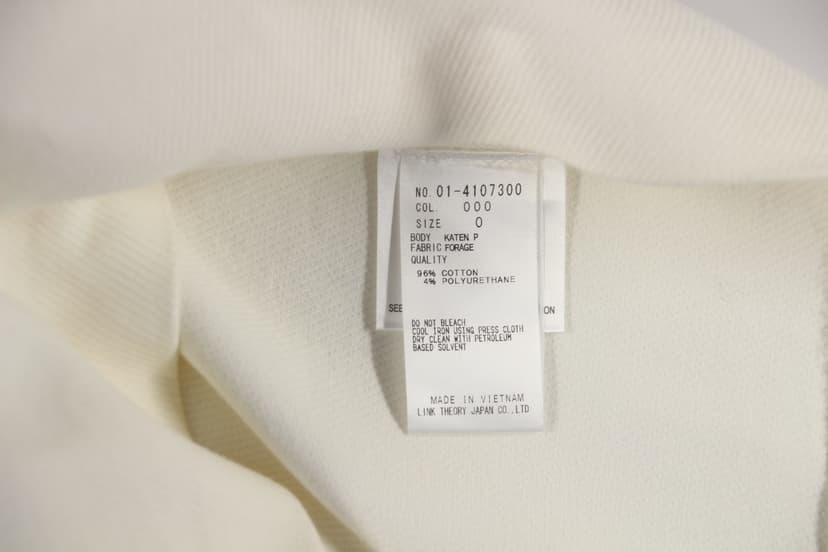 NO. 01-4107300
COL. 000
SIZE 0
BODY KATEN P
FABRIC FORAGE
QUALITY
96% COTTON
4% POLYURETHANE
SEE
ON
DO NOT BLEACH
COOL IRON USING PRESS CLOTH
DRY CLEAN WITH PETROLEUM
BASED SOLVENT
MADE IN VIETNAM
LINK THEORY JAPAN CO.,LTD